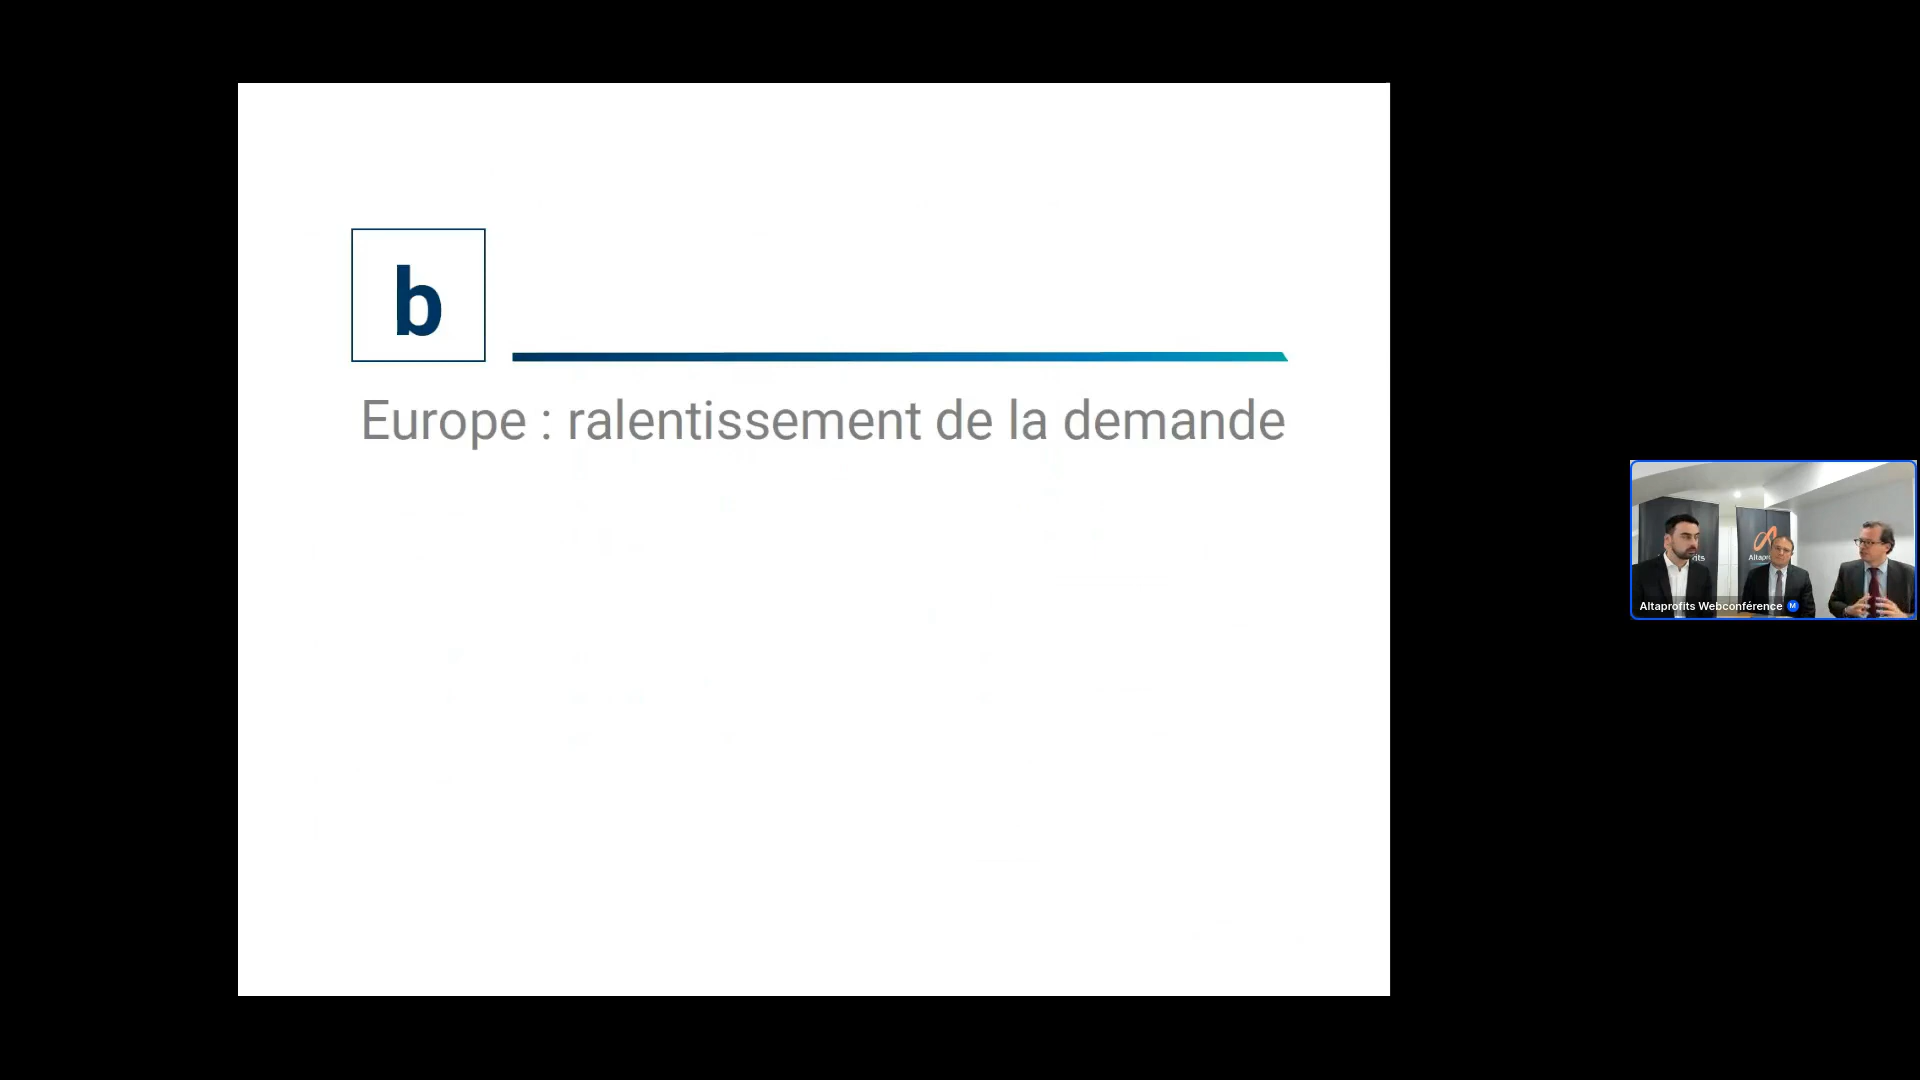 b
Europe : ralentissement de la demande
Altaprofits Webconférence M